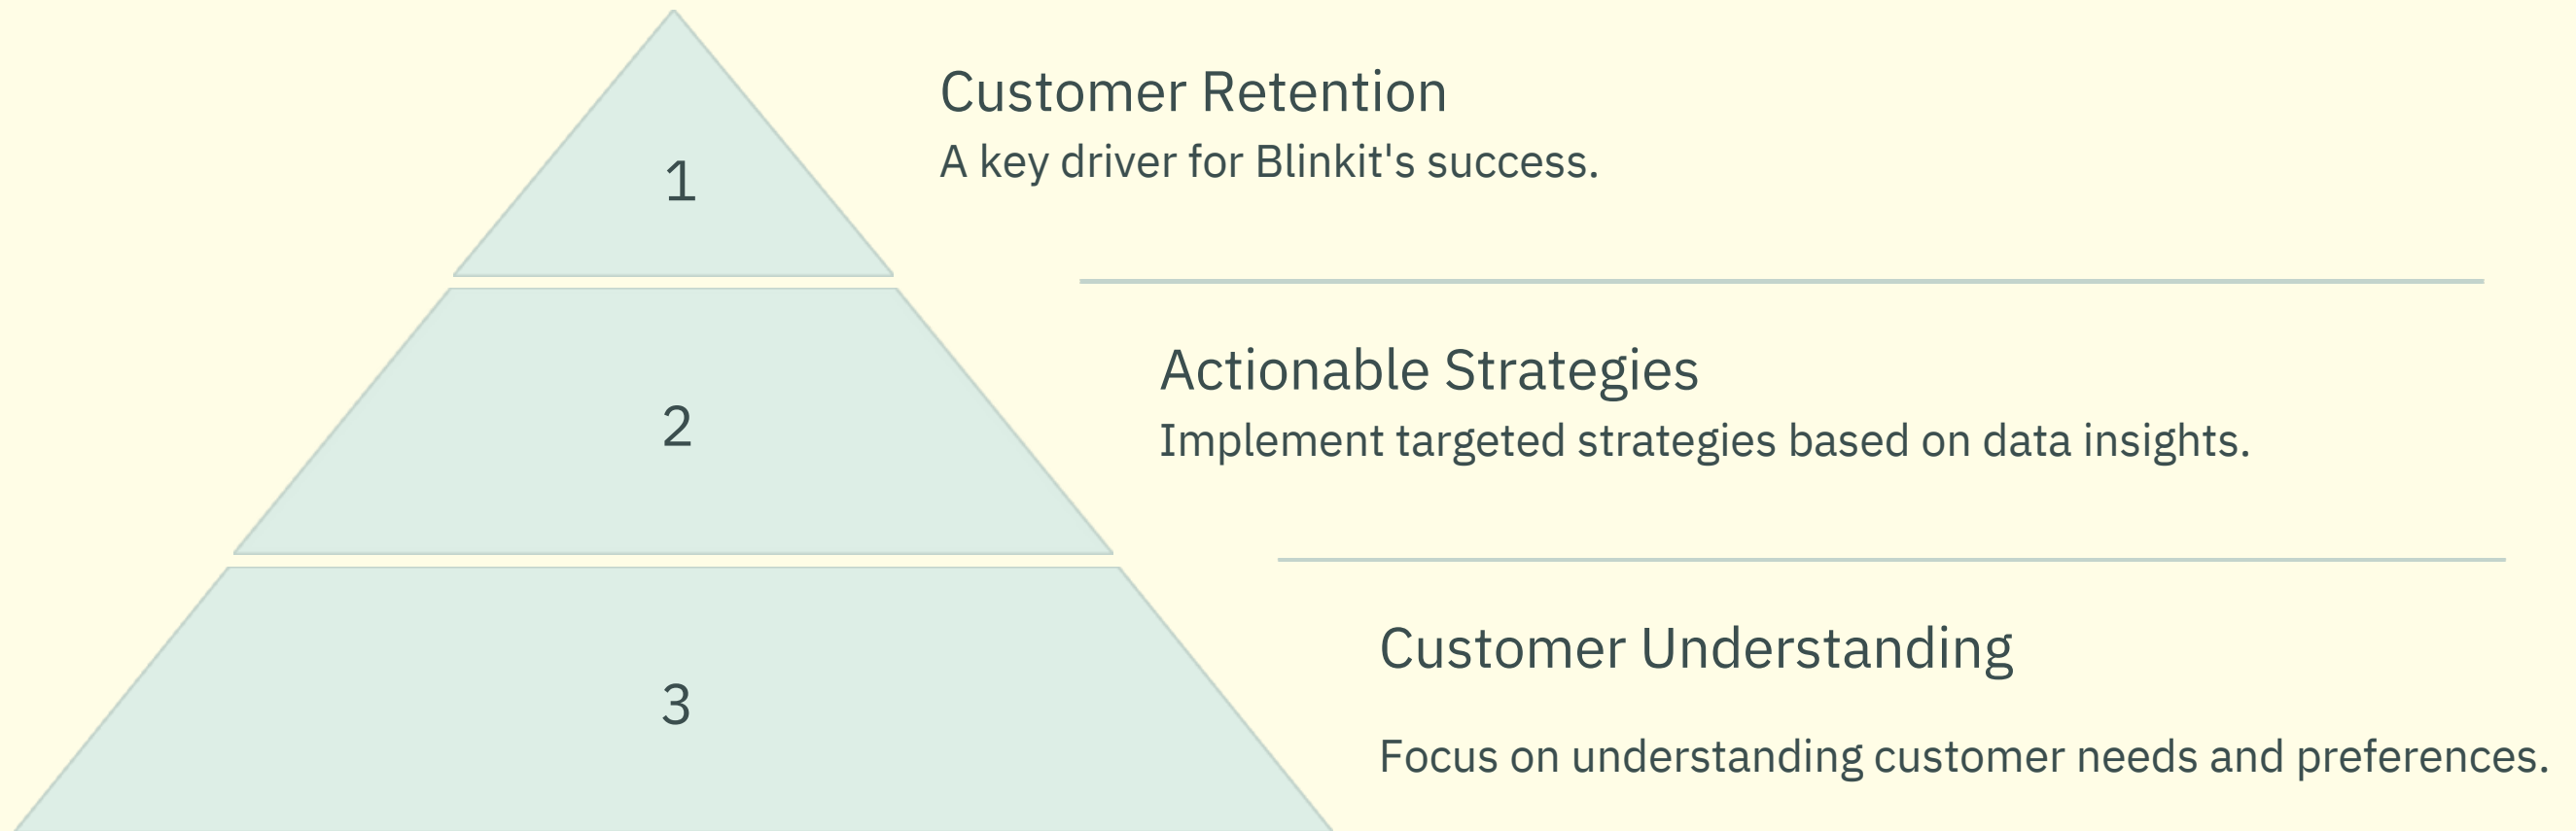 1
Customer Retention
A key driver for Blinkit's success.
2
Actionable Strategies
Implement targeted strategies based on data insights.
3
Customer Understanding
Focus on understanding customer needs and preferences.